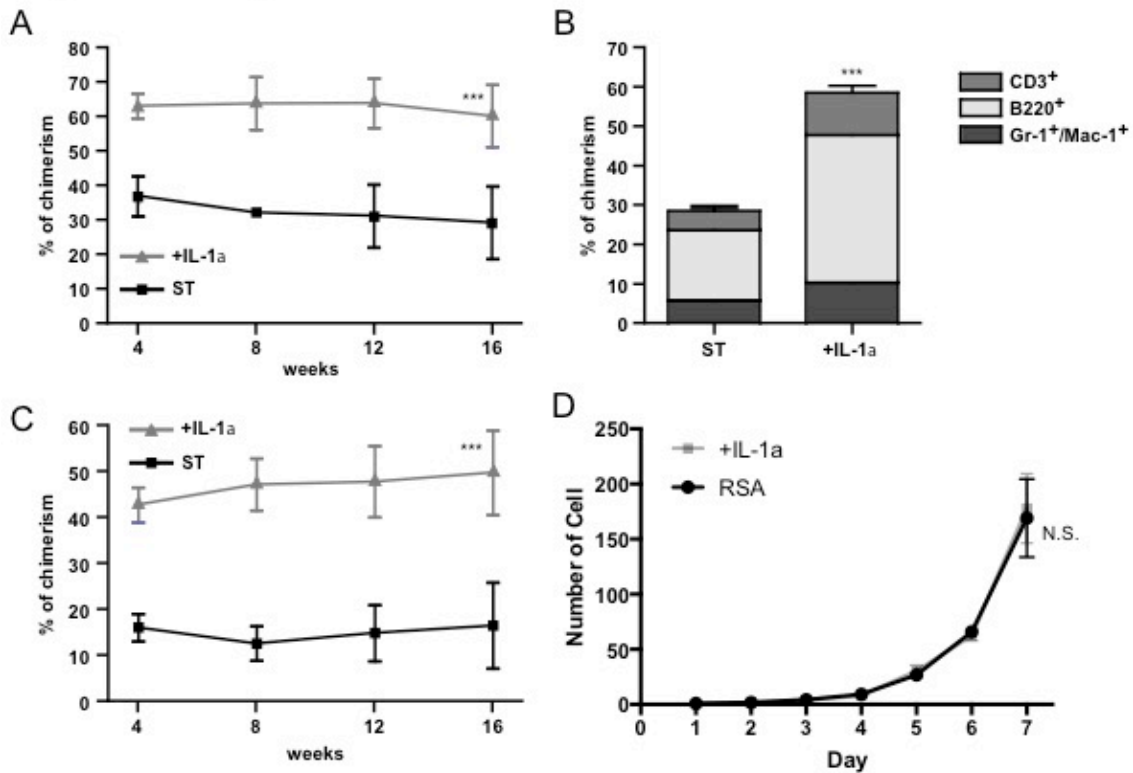 A
% of chimerism
80
70
60
50
40
30
20
10
0
***
+IL-1a
ST
4 8 12 16
weeks
B
% of chimerism
70
60
50
40
30
20
10
0
***
ST +IL-1a
CD3+
B220+
Gr-1+/Mac-1+
C
% of chimerism
60
50
40
30
20
10
0
+IL-1a
ST
***
4 8 12 16
weeks
D
Number of Cell
250
200
150
100
50
0
+IL-1a
RSA
N.S.
0 1 2 3 4 5 6 7
Day